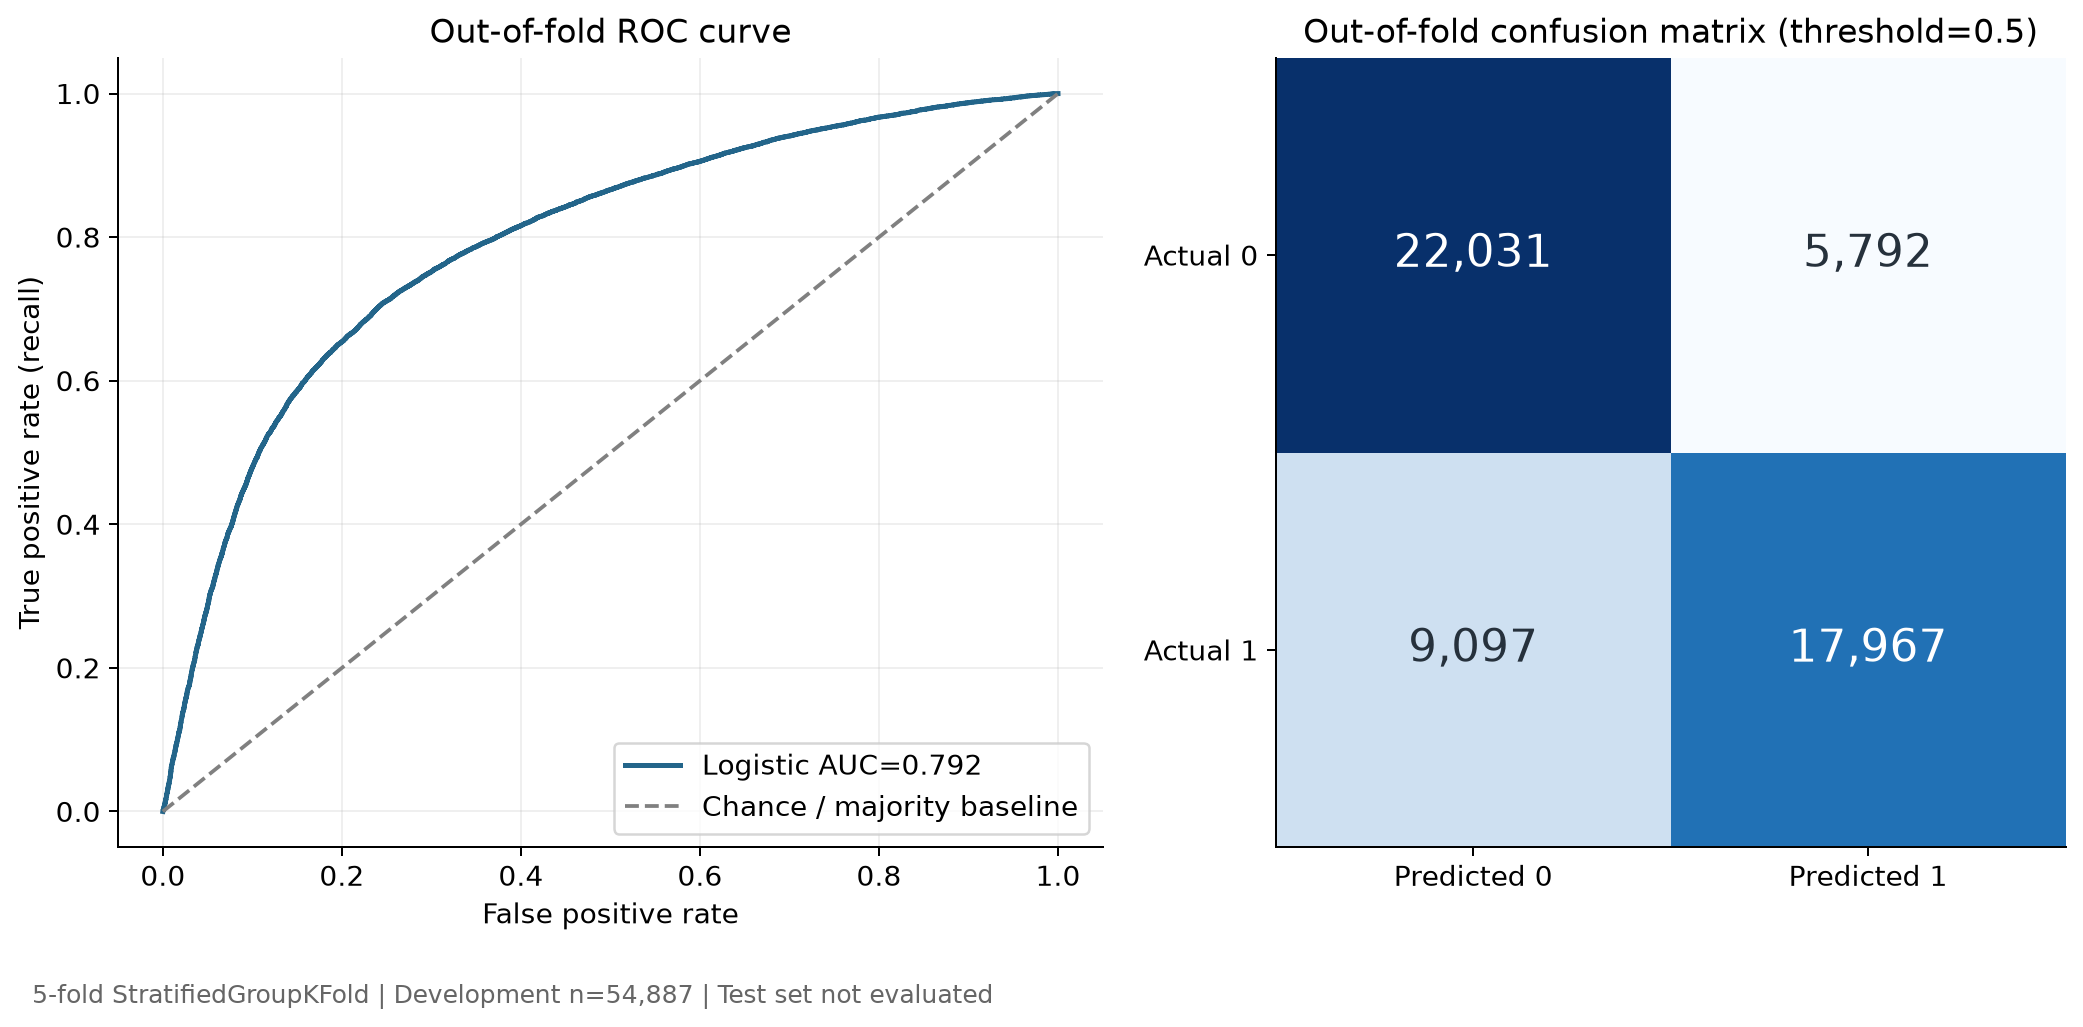 Out-of-fold ROC curve
True positive rate (recall)
1.0
0.8
0.6
0.4
0.2
0.0
0.0 0.2 0.4 0.6 0.8 1.0
False positive rate
Logistic AUC=0.792
Chance / majority baseline
Out-of-fold confusion matrix (threshold=0.5)
Actual 0
22,031 5,792
Actual 1
9,097 17,967
Predicted 0 Predicted 1
5-fold StratifiedGroupKFold | Development n=54,887 | Test set not evaluated